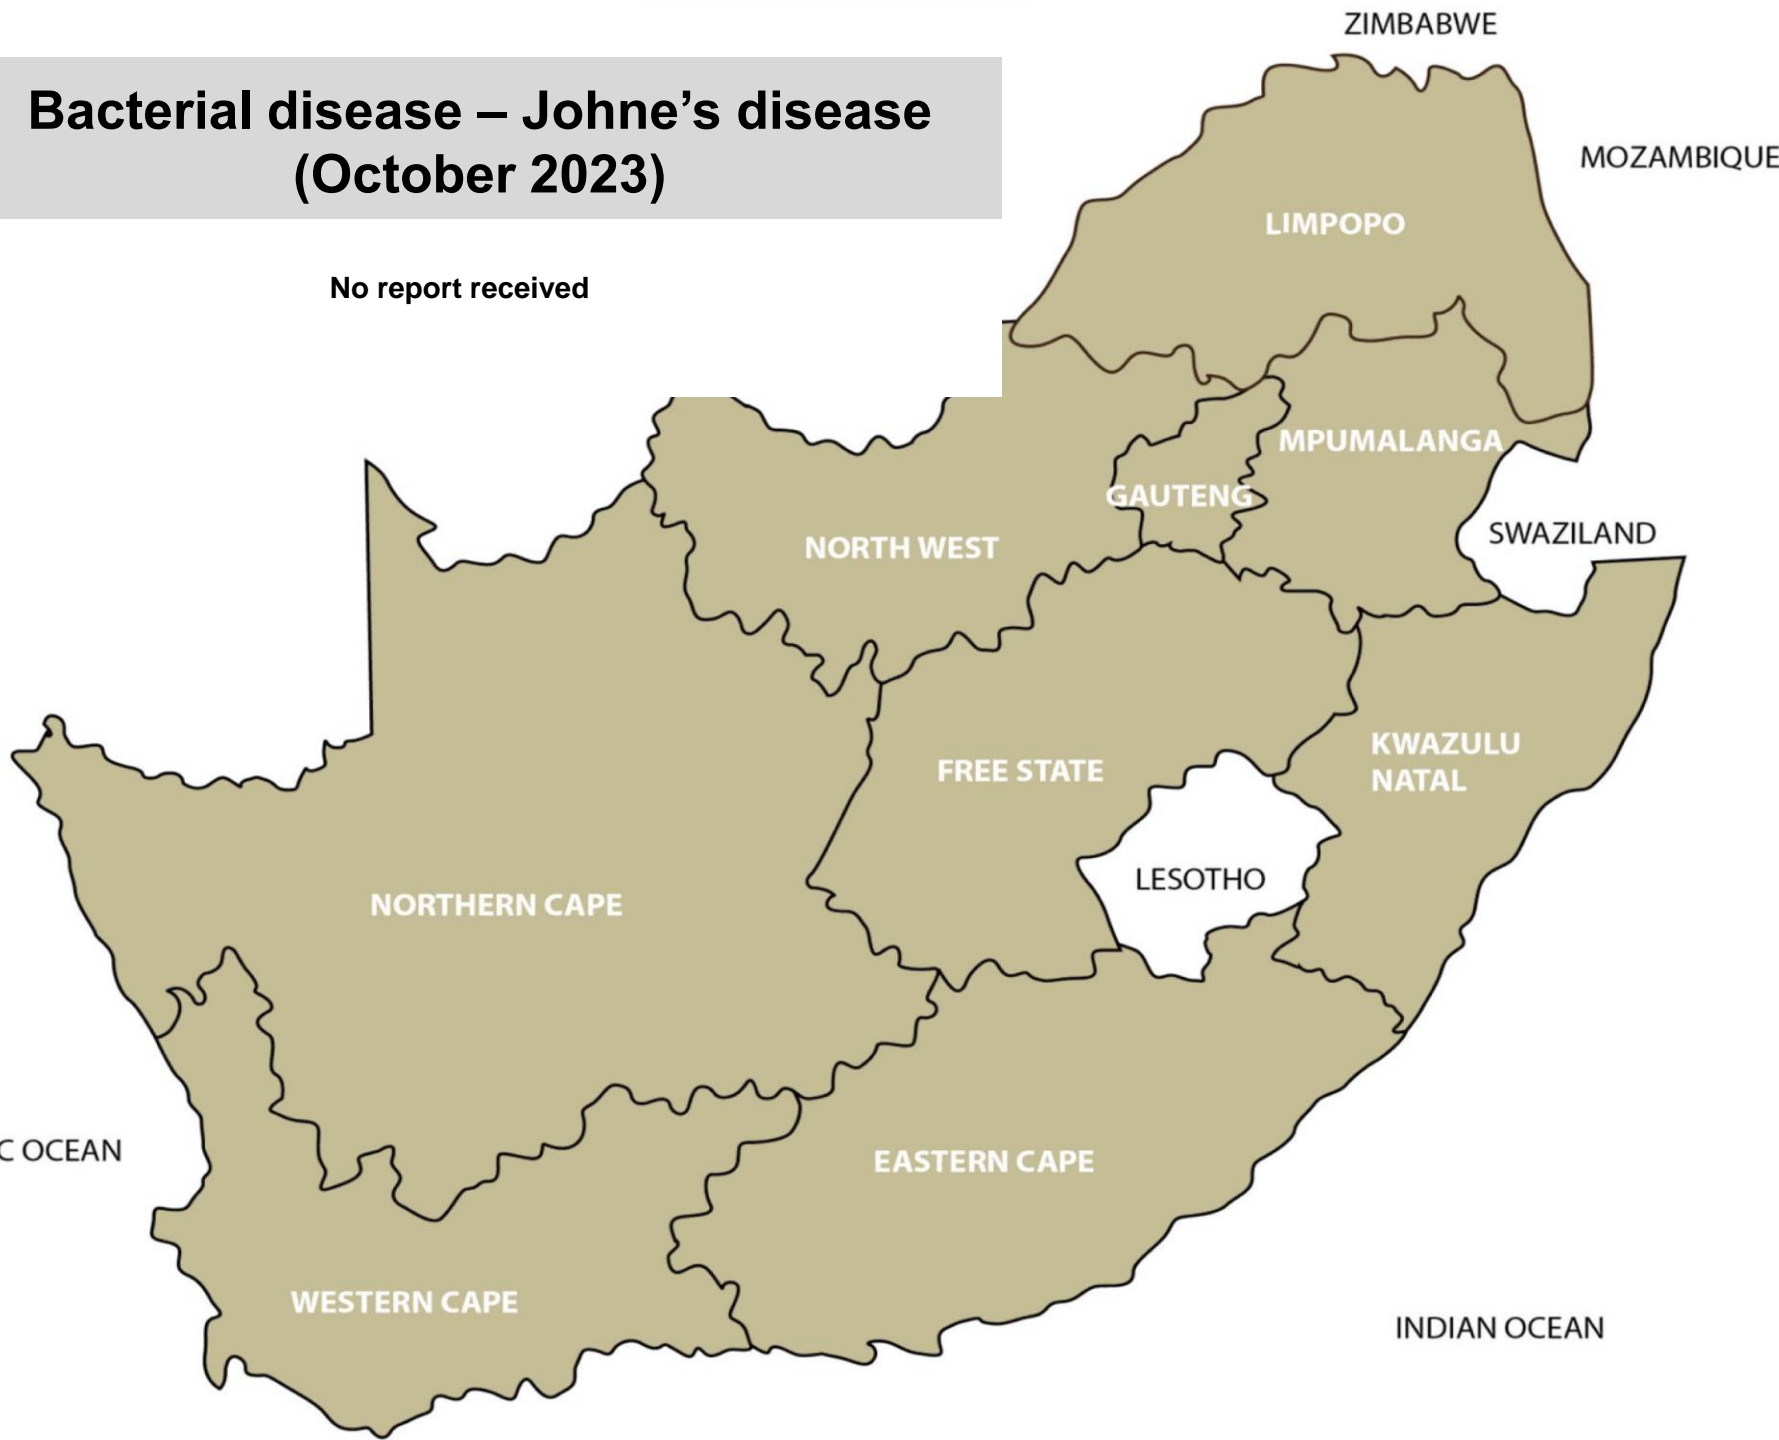 ZIMBABWE
Bacterial disease – Johne’s disease
(October 2023)
MOZAMBIQUE
LIMPOPO
No report received
MPUMALANGA
GAUTENG
SWAZILAND
NORTH WEST
KWAZULU
NATAL
FREE STATE
LESOTHO
NORTHERN CAPE
C OCEAN
EASTERN CAPE
WESTERN CAPE
INDIAN OCEAN